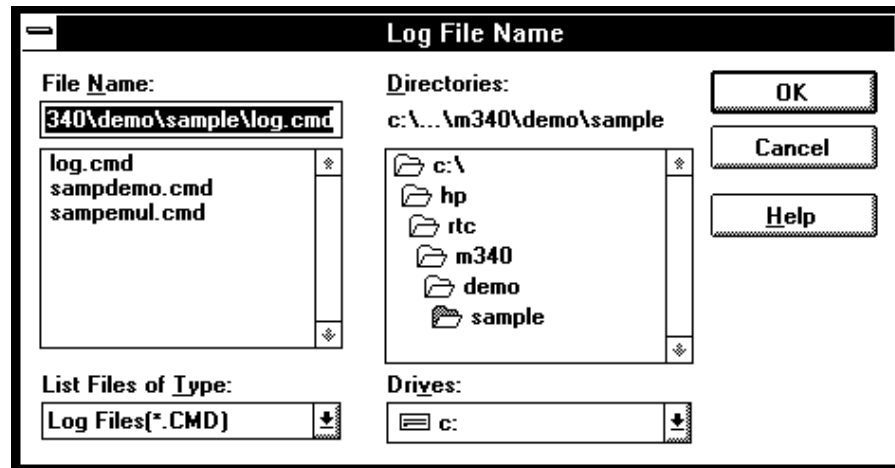 Log File Name
File Name:
340\demo\sample\log.cmd
log.cmd
sampdemo.cmd
sampemul.cmd
List Files of Type:
Log Files(*.CMD)
Directories:
c:\...\m340\demo\sample
c:\
hp
rtc
m340
demo
sample
Drives:
c:
OK
Cancel
Help